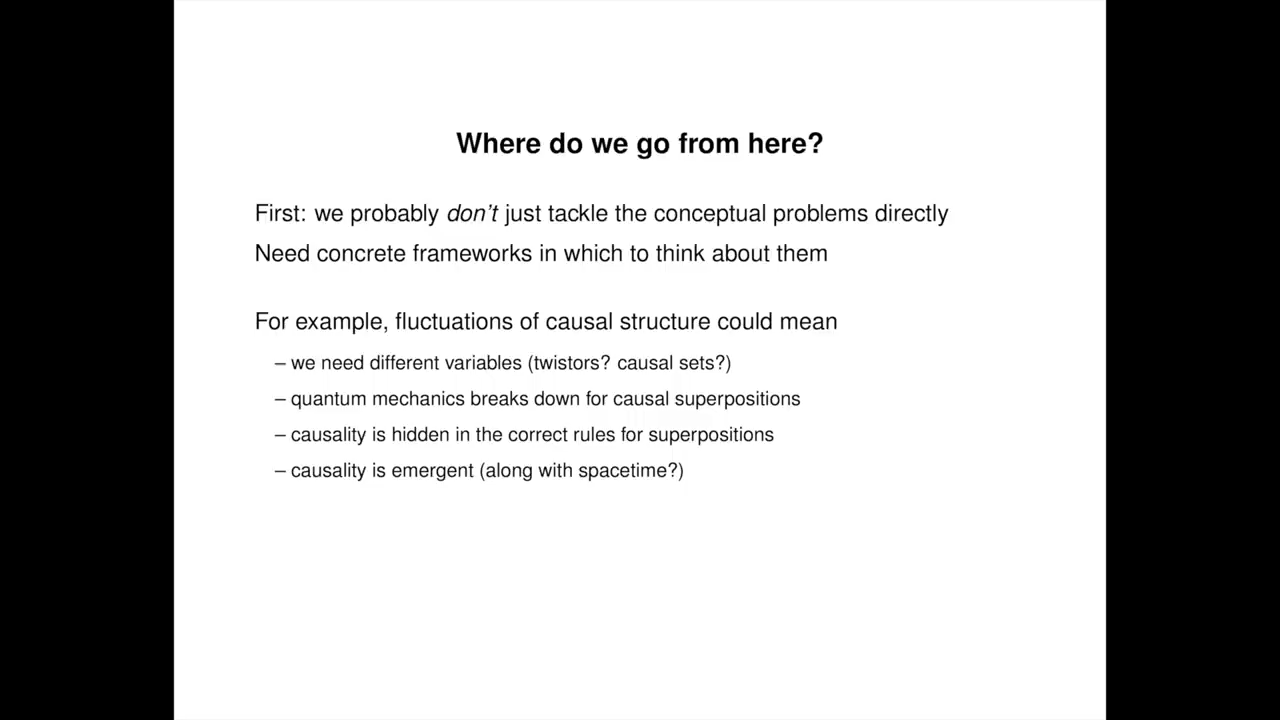 Where do we go from here?
First: we probably don't just tackle the conceptual problems directly
Need concrete frameworks in which to think about them
For example, fluctuations of causal structure could mean
– we need different variables (twistors? causal sets?)
– quantum mechanics breaks down for causal superpositions
– causality is hidden in the correct rules for superpositions
– causality is emergent (along with spacetime?)